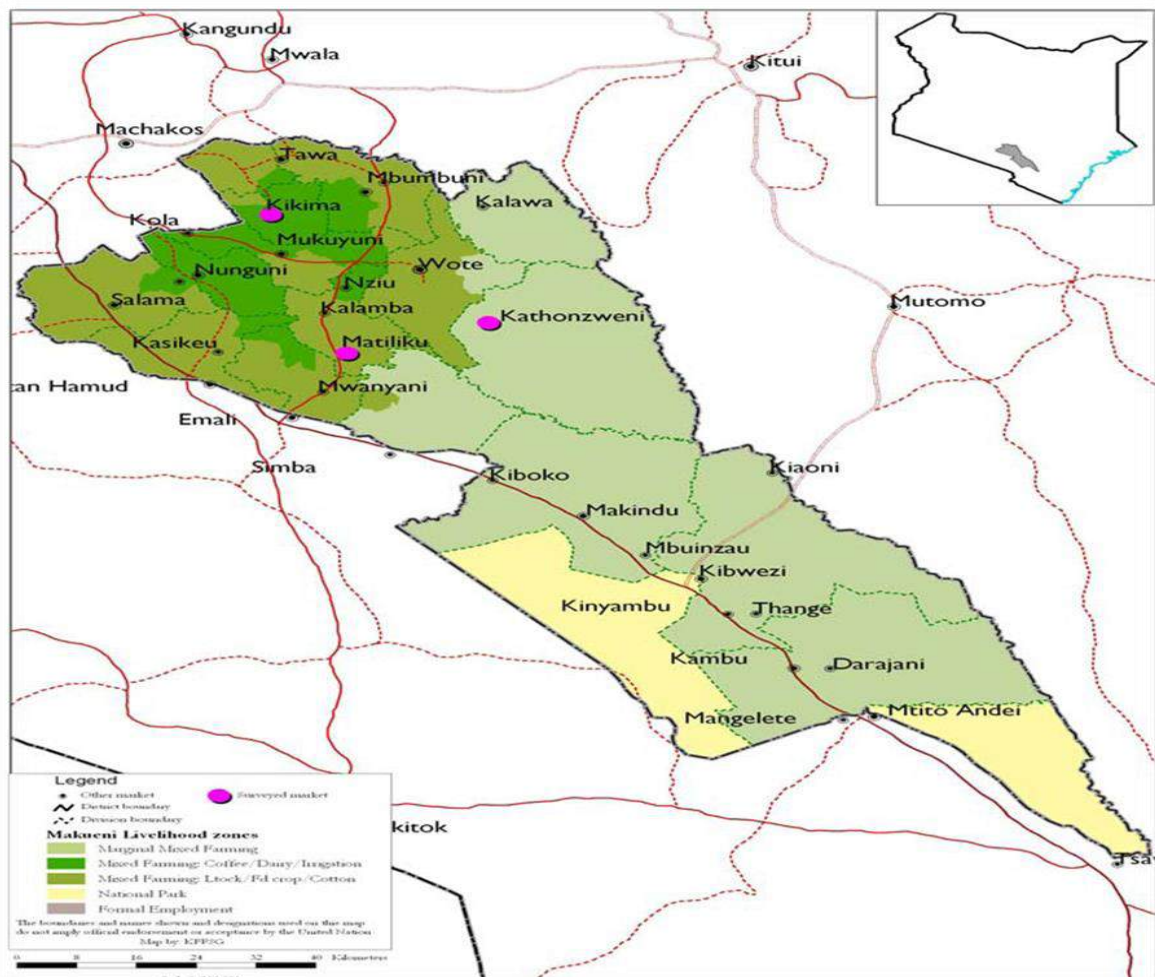 Kangundu
Mwala
Kitui
Machakos
Tawa
Mbumbuni
Kikima
Kalawa
Kola
Mukuyuni
Wote
Nunguni
Nziu
Salama
Kalamba
Mutomo
Kathonzweni
Kasikeu
Matiliku
tan Hamud
Mwanyani
Emali
Simba
Kiboko
Kiaoni
Makindu
Mbuinzau
Kibwezi
Kinyambu
Thange
Kambu
Darajani
Mangelete
Mtito Andei
Tsav
kitok
Legend
Other market
Surveyed market
District boundary
Division boundary
Makueni Livelihood zones
Marginal Mixed Farming
Mixed Farming: Coffee/Dairy/Irrigation
Mixed Farming: Ltock/Fd crop/Cotton
National Park
Formal Employment
The boundaries and names shown and designations used on this map
do not imply official endorsement or acceptance by the United Nation
Map by: KFFSG
Kilometers
0 8 16 24 32 40